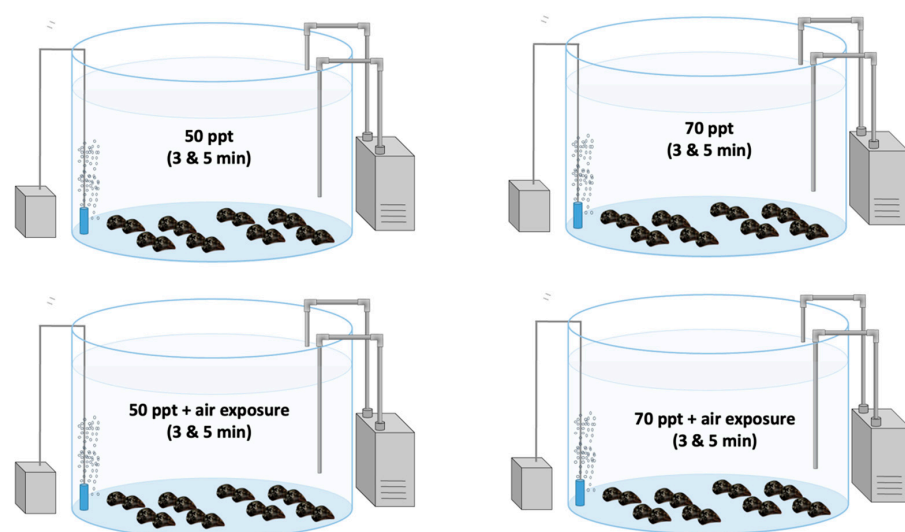 50 ppt
(3 & 5 min)
70 ppt
(3 & 5 min)
50 ppt + air exposure
(3 & 5 min)
70 ppt + air exposure
(3 & 5 min)